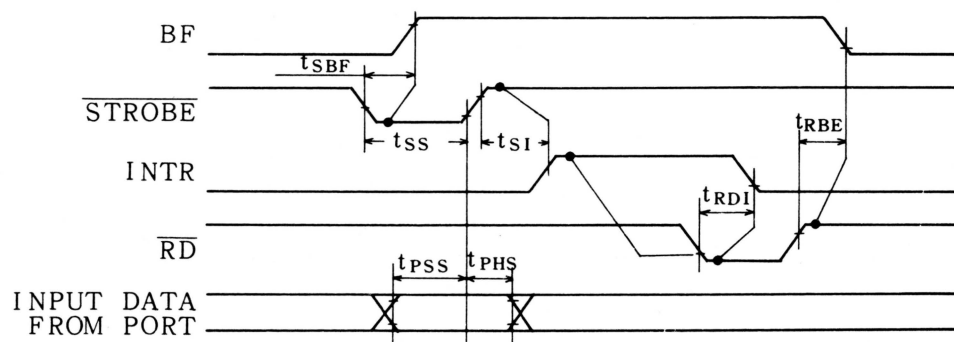 BF
tSBF
STROBE
tSS
tSI
tRBE
INTR
tRDI
RD
tPSS
tPHS
INPUT DATA
FROM PORT